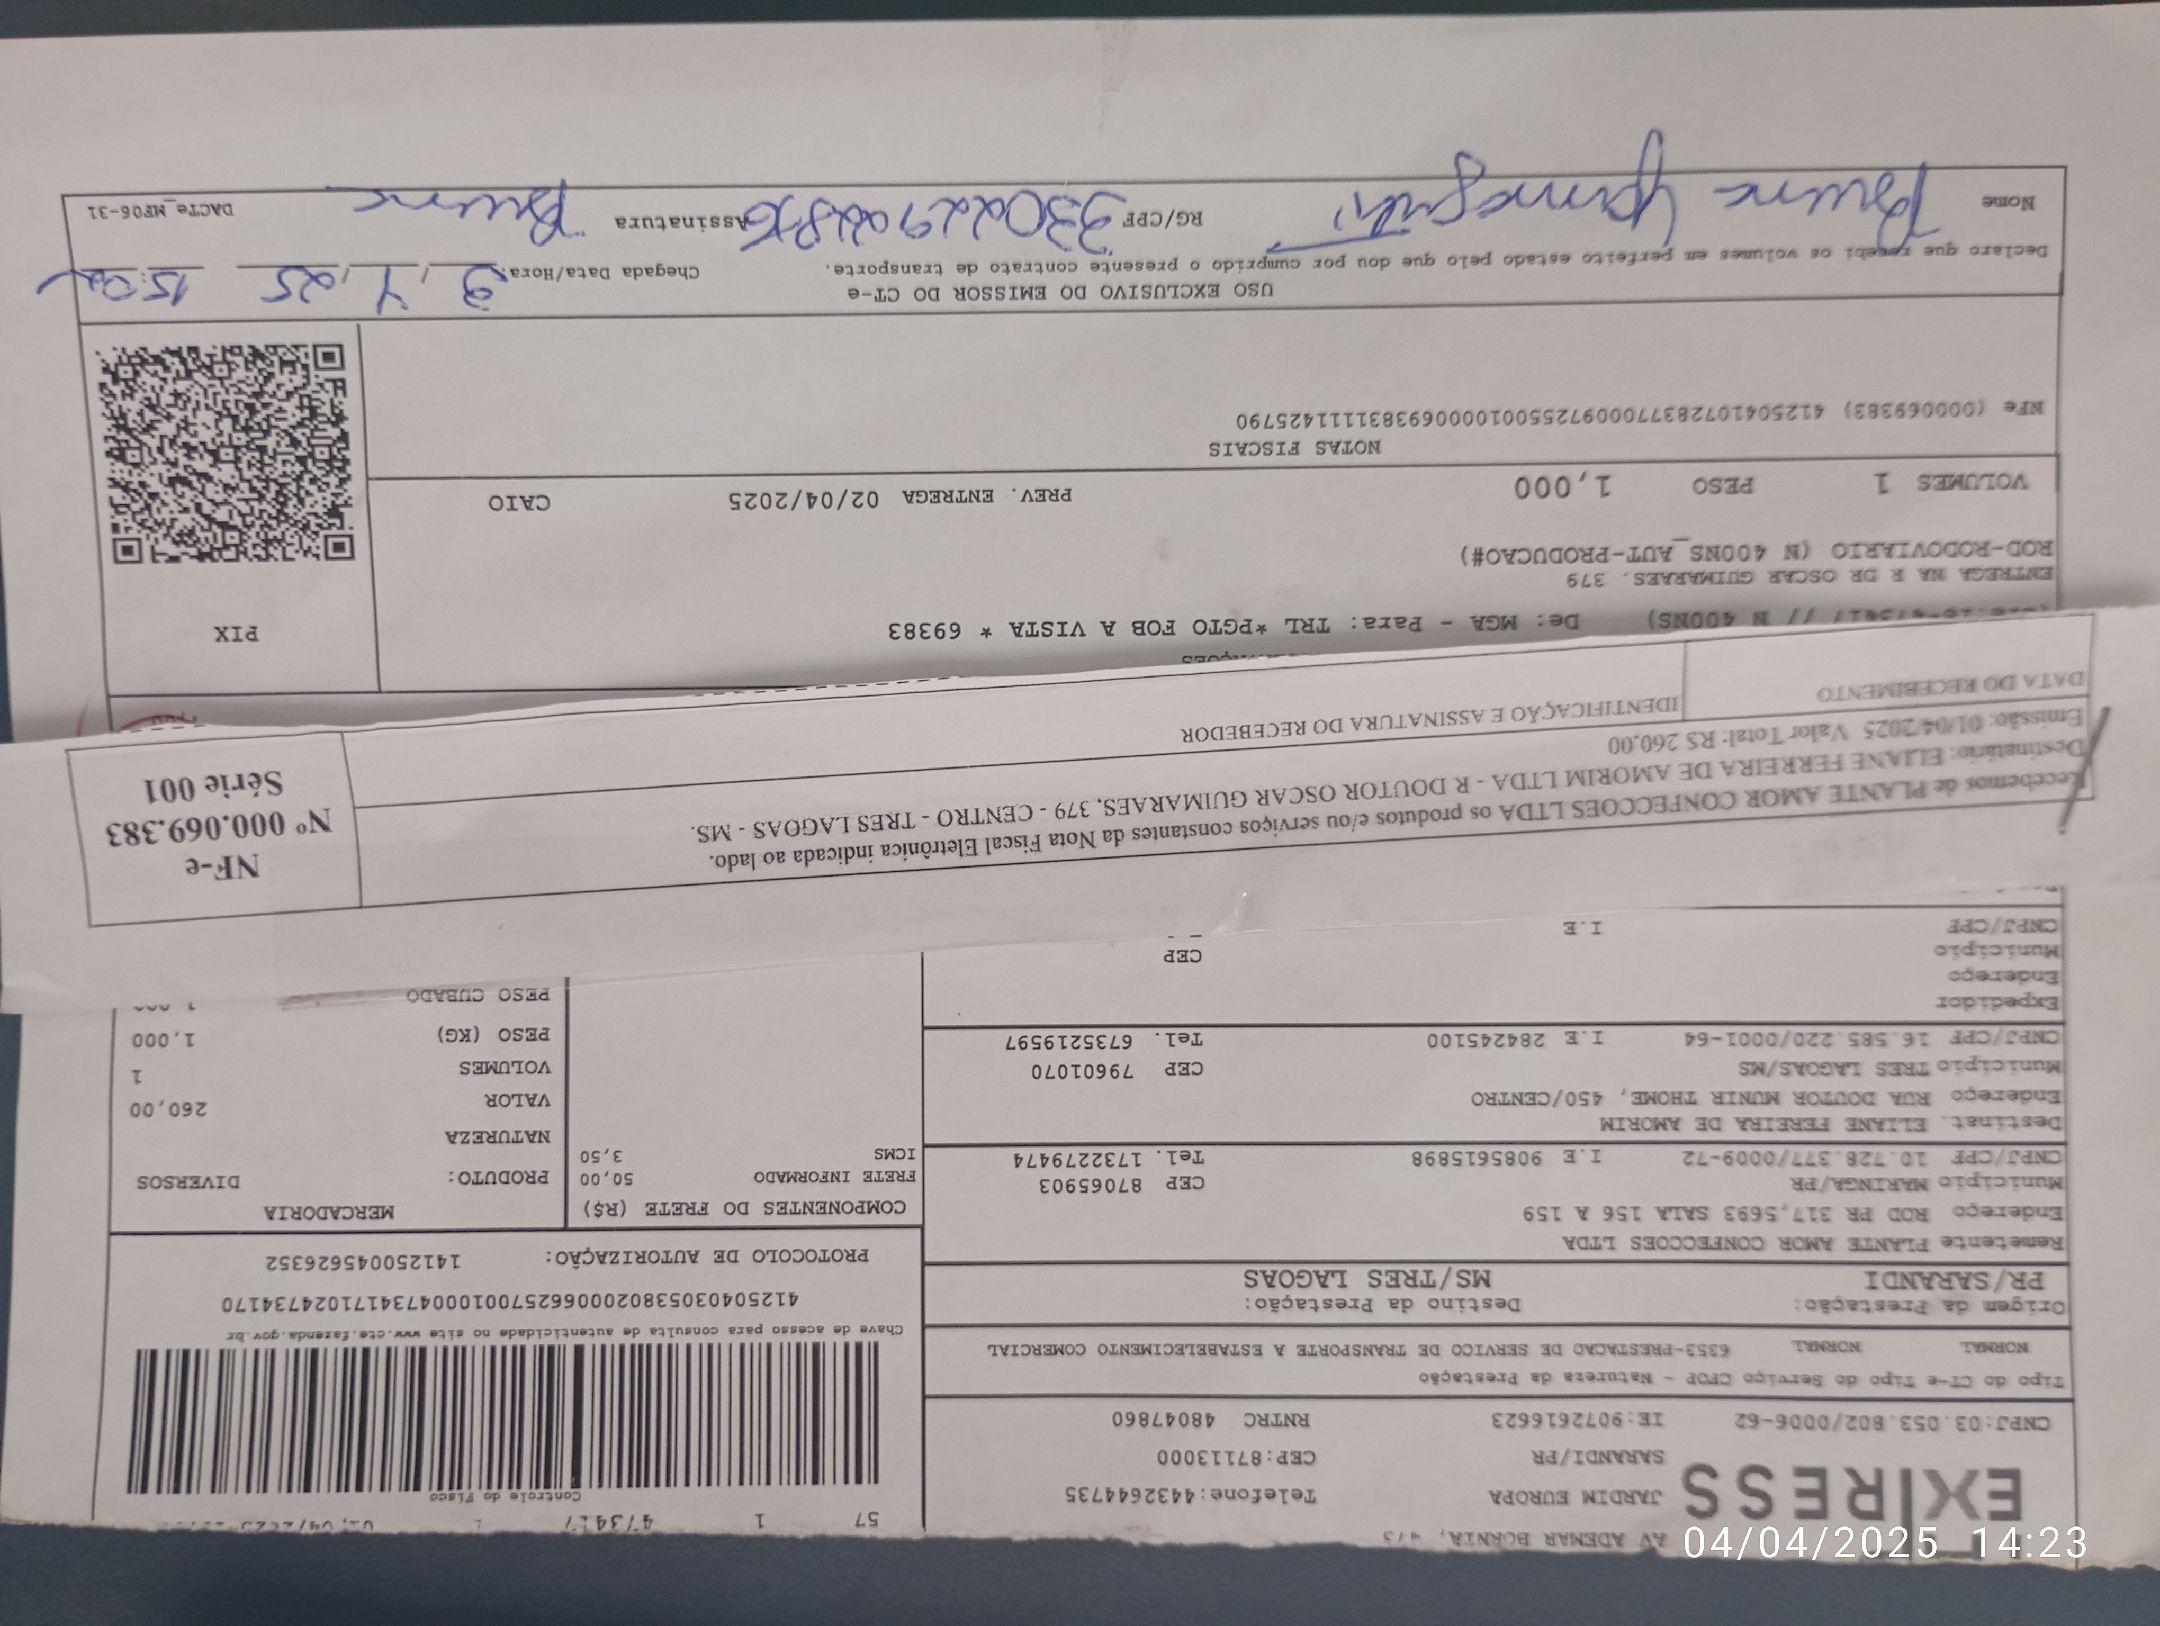 57 1 473417
Controle do Fisco
AV ADEMAR BORNIA, 473
EXPRESS
JARDIM EUROPA Telefone:4432644735
SARANDI/PR CEP:87113000
CNPJ:03.053.802/0006-62 IE:9072616623 RNTRC 48047860
Tipo do CT-e Tipo do Serviço CFOP - Natureza da Prestação
NORMAL NORMAL 6353-PRESTACAO DE SERVICO DE TRANSPORTE A ESTABELECIMENTO COMERCIAL
Chave de acesso para consulta de autenticidade no site www.cte.fazenda.gov.br
41250403053802000662570010004734171024734170
Origem da Prestação: Destino da Prestação:
PR/SARANDI MS/TRES LAGOAS
PROTOCOLO DE AUTORIZAÇÃO: 141250045626352
Remetente PLANTE AMOR CONFECCOES LTDA
Endereço ROD PR 317,5693 SALA 156 A 159
Município MARINGA/PR CEP 87065903
CNPJ/CPF 10.728.377/0009-72 I.E 9085615898 Tel. 1732279474
Destinat. ELIANE FEREIRA DE AMORIM
Endereço RUA DOUTOR MUNIR THOME, 450/CENTRO
Município TRES LAGOAS/MS CEP 79601070
CNPJ/CPF 16.585.220/0001-64 I.E 284245100 Tel. 6735219597
Expedidor
Endereço
Município CEP
CNPJ/CPF I.E
COMPONENTES DO FRETE (R$)
FRETE INFORMADO 50,00
ICMS 3,50
MERCADORIA
PRODUTO: DIVERSOS
NATUREZA
VALOR 260,00
VOLUMES 1
PESO (KG) 1,000
PESO CUBADO
Recebemos de PLANTE AMOR CONFECCOES LTDA os produtos e/ou serviços constantes da Nota Fiscal Eletrônica indicada ao lado.
Destinatário: ELIANE FERREIRA DE AMORIM LTDA - R DOUTOR OSCAR GUIMARAES, 379 - CENTRO - TRES LAGOAS - MS.
Emissão: 01/04/2025 Valor Total: R$ 260,00
DATA DO RECEBIMENTO
IDENTIFICAÇÃO E ASSINATURA DO RECEBEDOR
NF-e
Nº 000.069.383
Série 001
// N 400NS) De: MGA - Para: TRL *PGTO FOB A VISTA * 69383
ENTREGA NA R DR OSCAR GUIMARAES. 379
ROD-RODOVIARIO (N 400NS_AUT-PRODUCAO#)
PIX
VOLUMES 1 PESO 1,000 PREV. ENTREGA 02/04/2025 CAIO
NOTAS FISCAIS
NFe (000069383) 41250410728377000972550010000693831111425790
USO EXCLUSIVO DO EMISSOR DO CT-e
Declaro que recebi os volumes em perfeito estado pelo que dou por cumprido o presente contrato de transporte.
Chegada Data/Hora:
Nome RG/CPF Assinatura
DACTe_MF06-31
04/04/2025 14:23